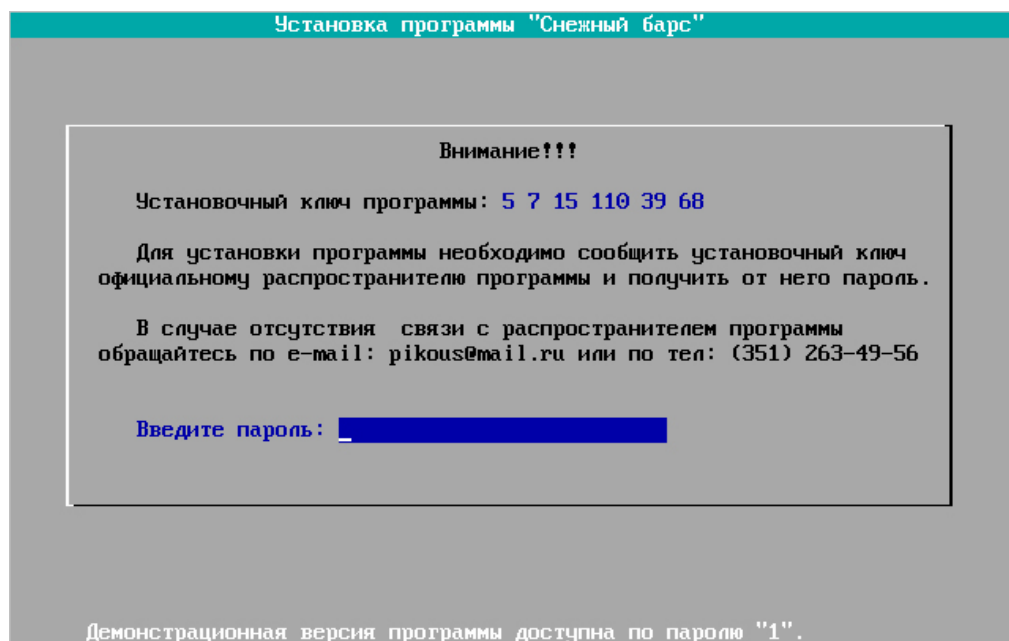 Установка программы "Снежный барс"
Внимание!!!
Установочный ключ программы: 5 7 15 110 39 68
Для установки программы необходимо сообщить установочный ключ
официальному распространителю программы и получить от него пароль.
В случае отсутствия связи с распространителем программы
обращайтесь по e-mail: pikous@mail.ru или по тел: (351) 263-49-56
Введите пароль:
Демонстрационная версия программы доступна по паролю "1".